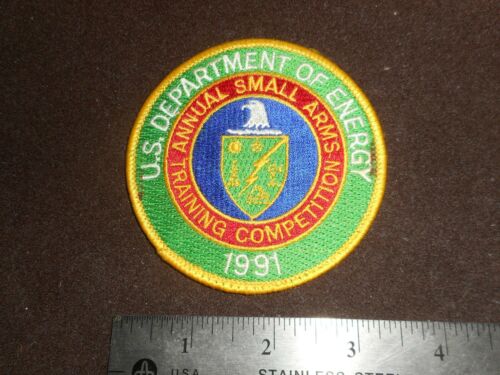 U.S. DEPARTMENT OF ENERGY
ANNUAL SMALL ARMS
TRAINING COMPETITION
1991
1 2 3 4
U.S.A. STAINLESS STEEL